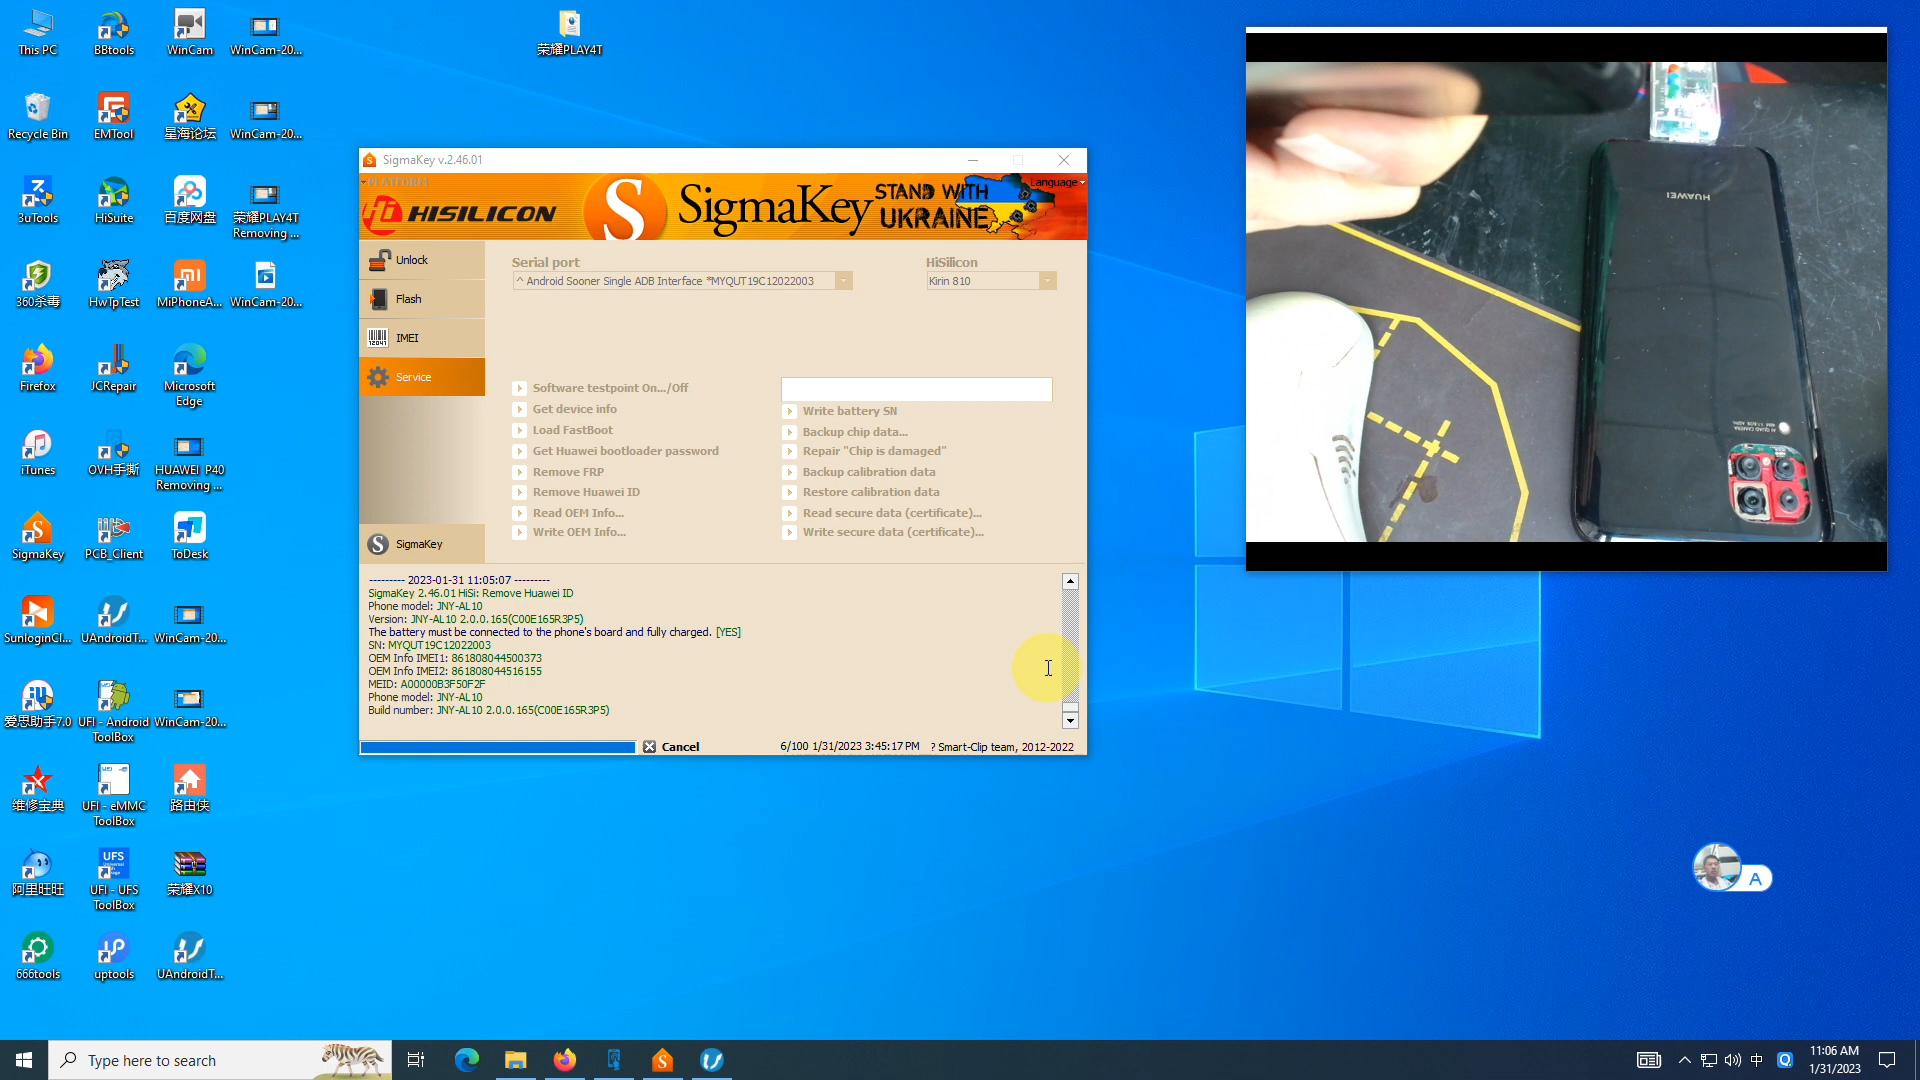 This PC
BBtools
WinCam
WinCam-20...
荣耀PLAY4T
Recycle Bin
EMTool
星海论坛
WinCam-20...
3uTools
HiSuite
百度网盘
荣耀PLAY4T
Removing ...
360杀毒
HwTpTest
MiPhoneA...
WinCam-20...
Firefox
JCRepair
Microsoft
Edge
iTunes
OVH手撕
HUAWEI P40
Removing ...
SigmaKey
PCB_Client
ToDesk
SunloginCl...
UAndroidT...
WinCam-20...
爱思助手7.0
UFI - Android
ToolBox
WinCam-20...
维修宝典
UFI - eMMC
ToolBox
路由侠
阿里旺旺
UFS
UFI - UFS
ToolBox
荣耀X10
666tools
uptools
UAndroidT...
SigmaKey v.2.46.01
PLATFORM
Language
HISILICON
SigmaKey
STAND WITH
UKRAINE
Unlock
Flash
IMEI
Service
SigmaKey
Serial port
^ Android Sooner Single ADB Interface *MYQUT19C12022003
HiSilicon
Kirin 810
Software testpoint On.../Off
Get device info
Load FastBoot
Get Huawei bootloader password
Remove FRP
Remove Huawei ID
Read OEM Info...
Write OEM Info...
Write battery SN
Backup chip data...
Repair "Chip is damaged"
Backup calibration data
Restore calibration data
Read secure data (certificate)...
Write secure data (certificate)...
--------- 2023-01-31 11:05:07 ---------
SigmaKey 2.46.01 HiSi: Remove Huawei ID
Phone model: JNY-AL10
Version: JNY-AL10 2.0.0.165(C00E165R3P5)
The battery must be connected to the phone's board and fully charged. [YES]
SN: MYQUT19C12022003
OEM Info IMEI1: 861808044500373
OEM Info IMEI2: 861808044516155
MEID: A00000B3F50F2F
Phone model: JNY-AL10
Build number: JNY-AL10 2.0.0.165(C00E165R3P5)
Cancel
6/100 1/31/2023 3:45:17 PM
? Smart-Clip team, 2012-2022
HUAWEI
AI QUAD CAMERA
A
Type here to search
中
11:06 AM
1/31/2023